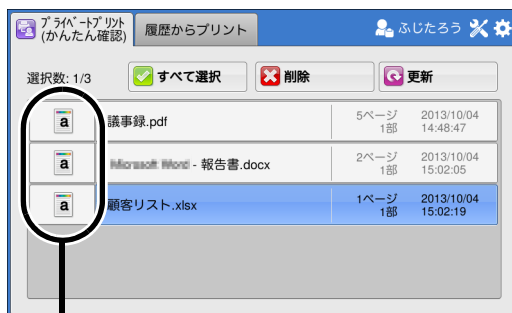 ﾌﾟﾗｲﾍﾞｰﾄﾌﾟﾘﾝﾄ
(かんたん確認)
履歴からプリント
ふじたろう
選択数: 1/3
すべて選択
削除
更新
a 議事録.pdf 5ページ 2013/10/04
1部 14:48:47
a - 報告書.docx 2ページ 2013/10/04
1部 15:02:05
a 顧客リスト.xlsx 1ページ 2013/10/04
1部 15:02:19